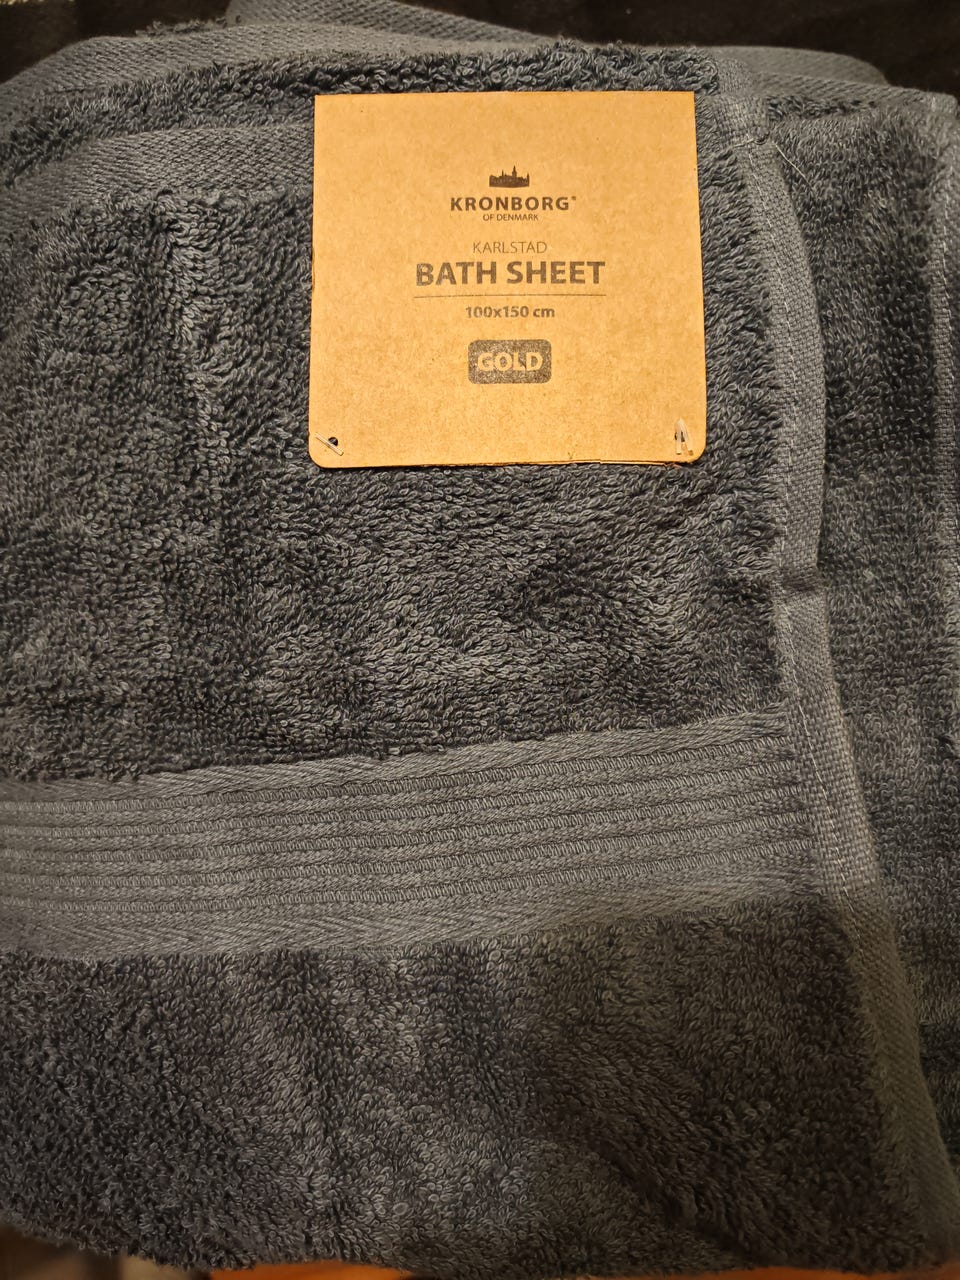 KRONBORG®
OF DENMARK
KARLSTAD
BATH SHEET
100x150 cm
GOLD